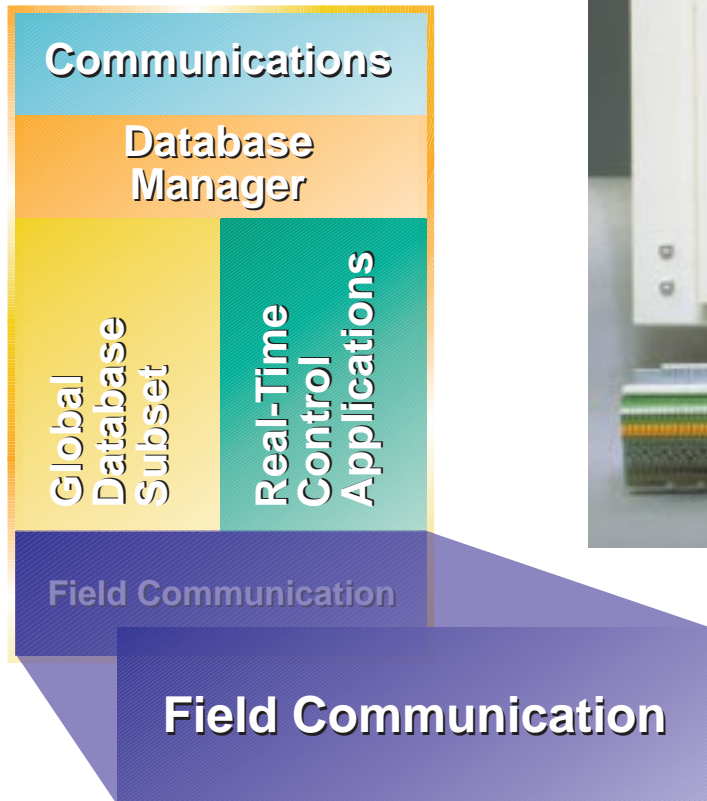 Communications
Database
Manager
Global
Database
Subset
Real-Time
Control
Applications
Field Communication
Field Communication